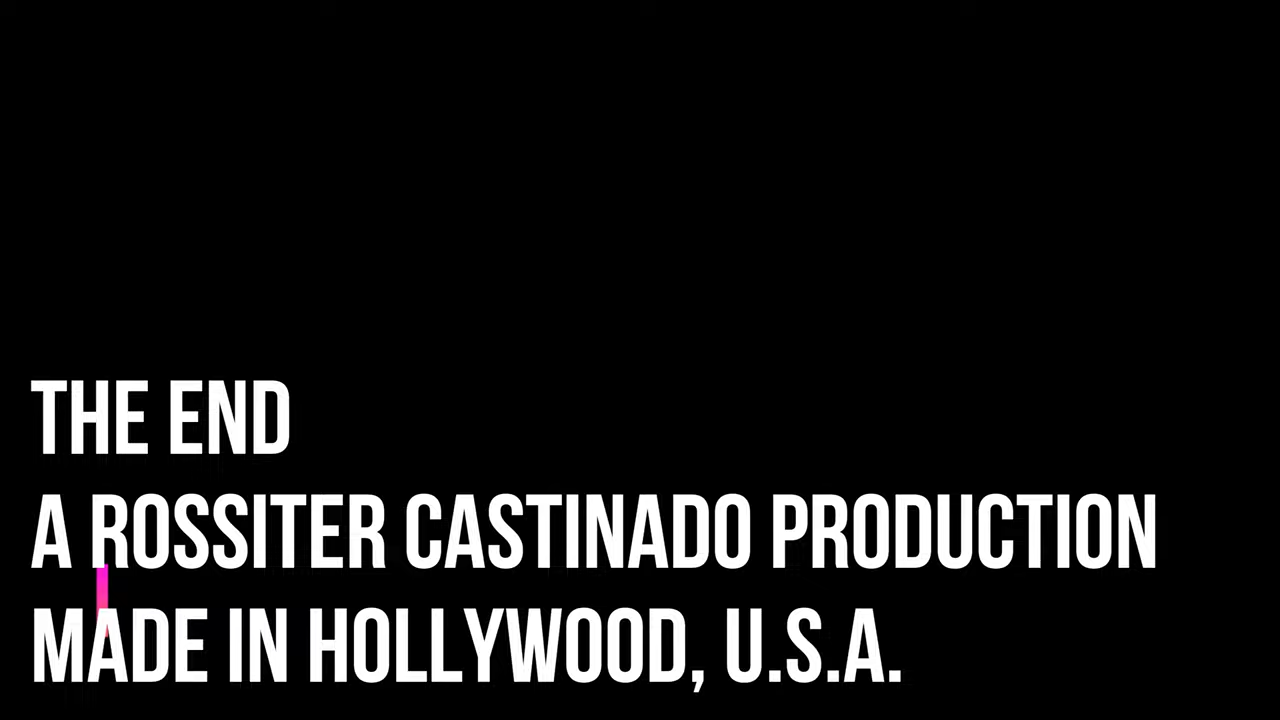 THE END
A ROSSITER CASTINADO PRODUCTION
MADE IN HOLLYWOOD, U.S.A.